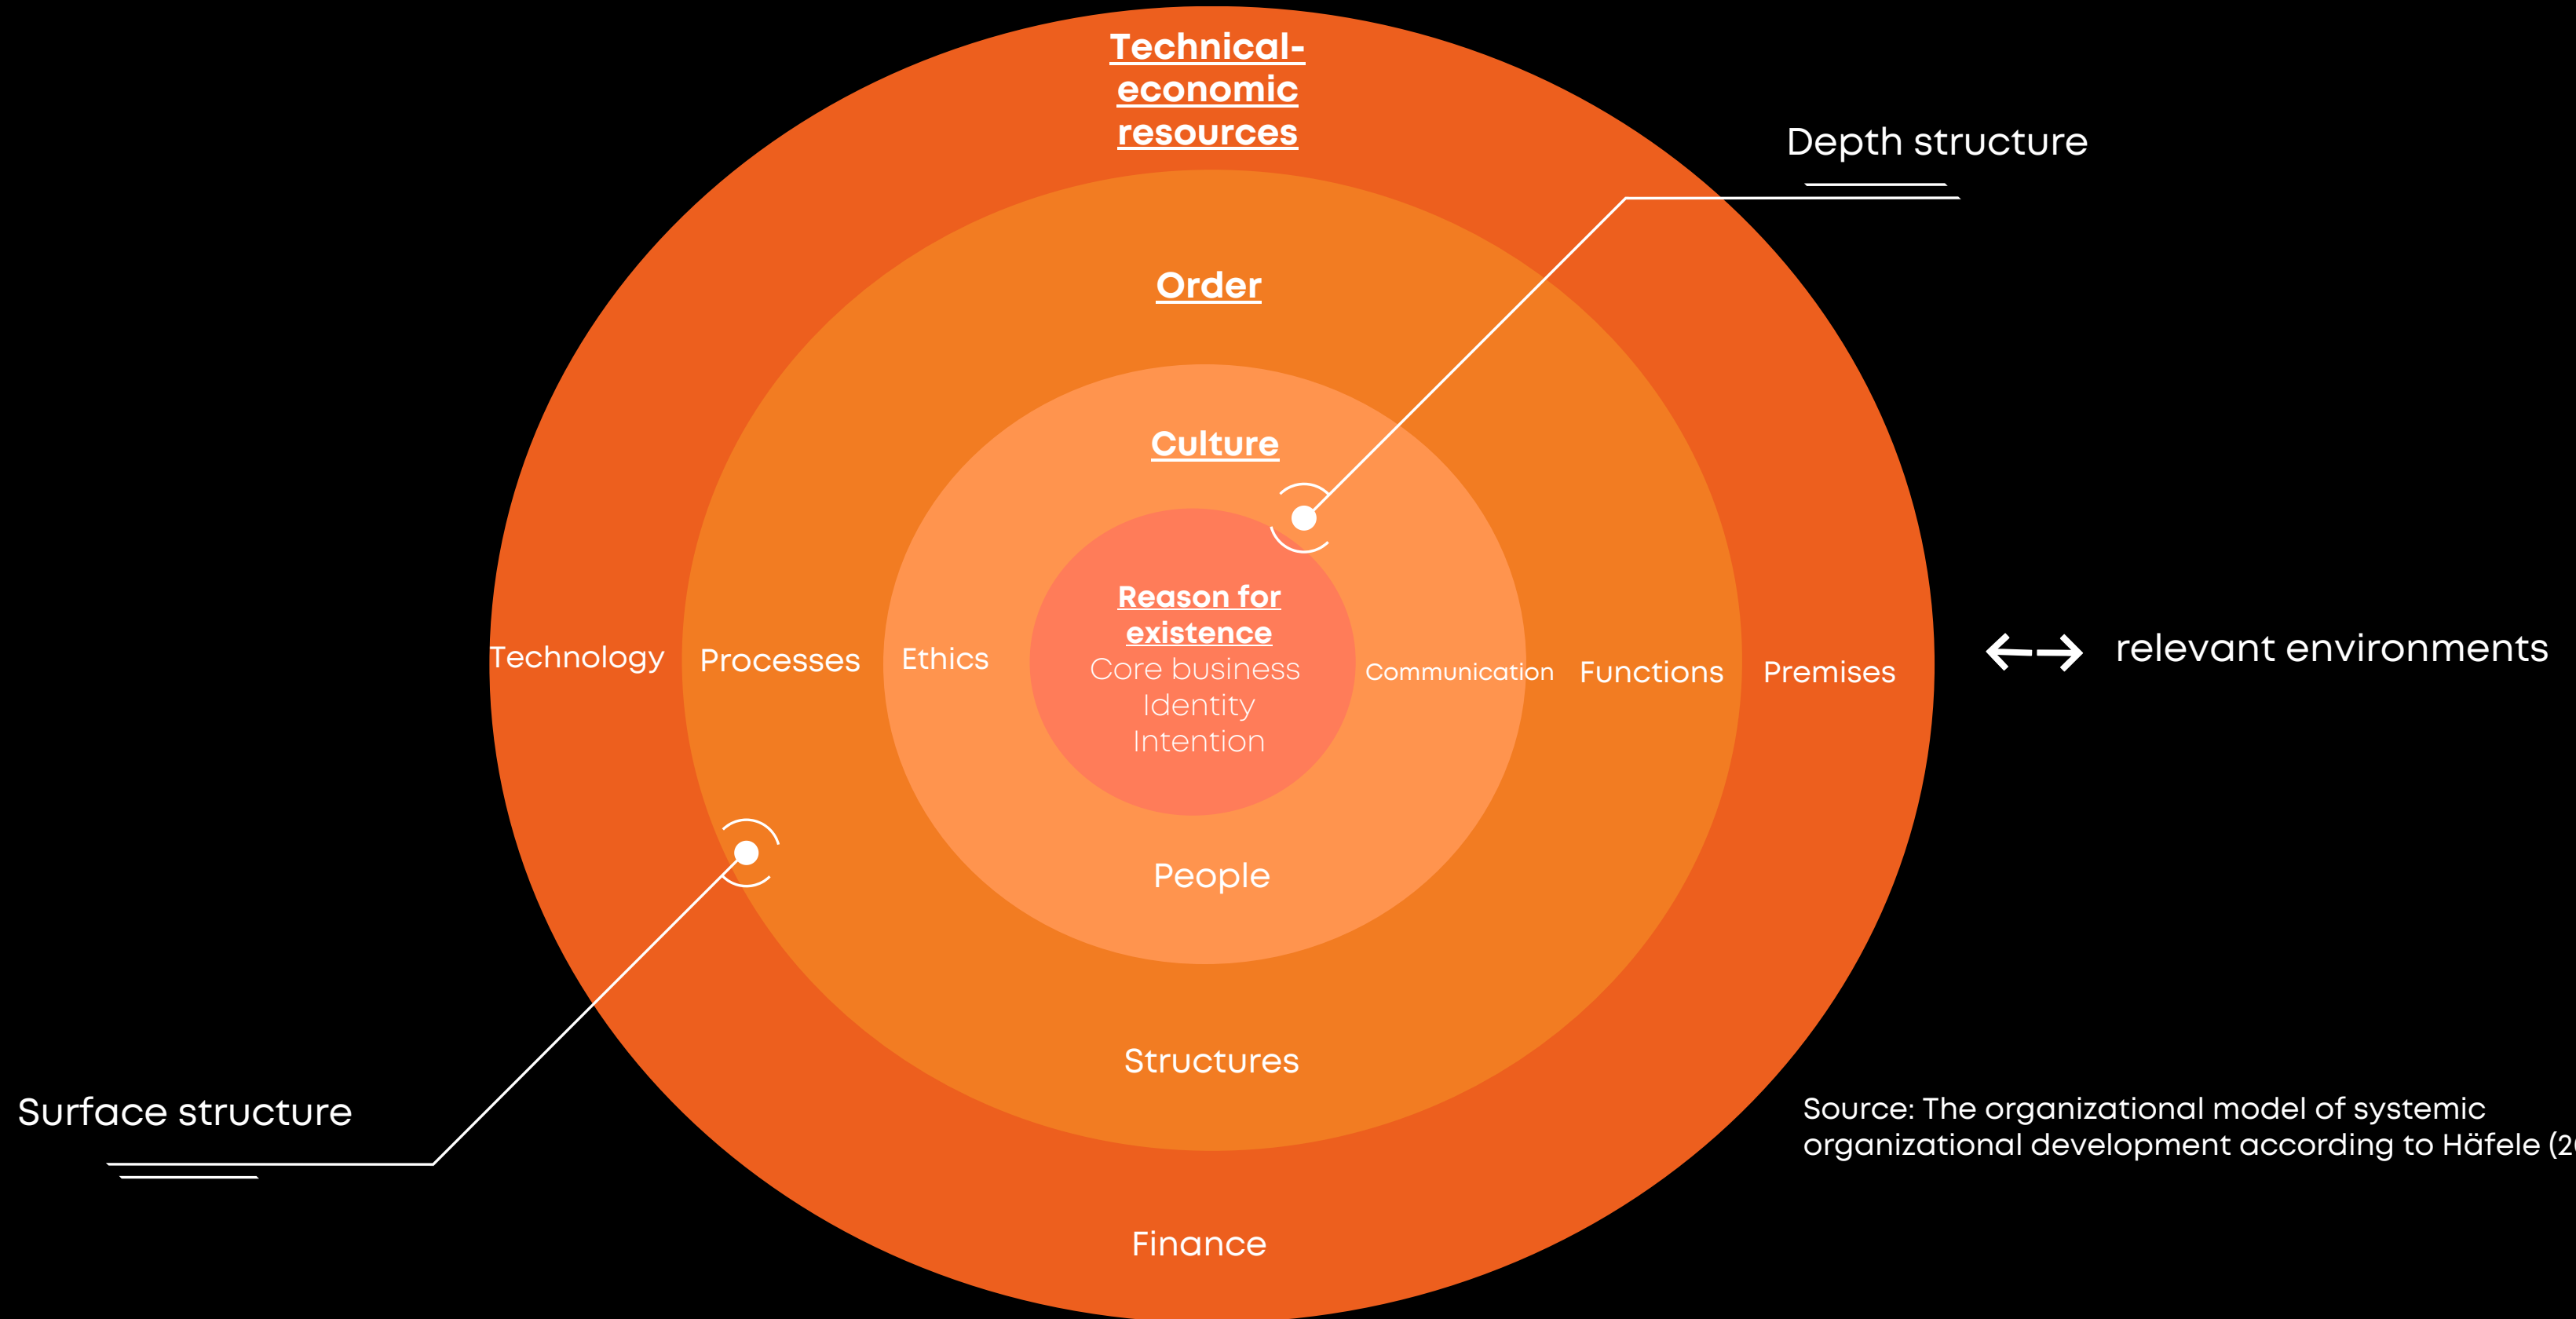 Technical-
economic
resources
Depth structure
Order
Culture
Reason for
existence
Core business
Identity
Intention
Technology
Processes
Ethics
Communication
Functions
Premises
relevant environments
People
Structures
Surface structure
Source: The organizational model of systemic
organizational development according to Häfele
Finance